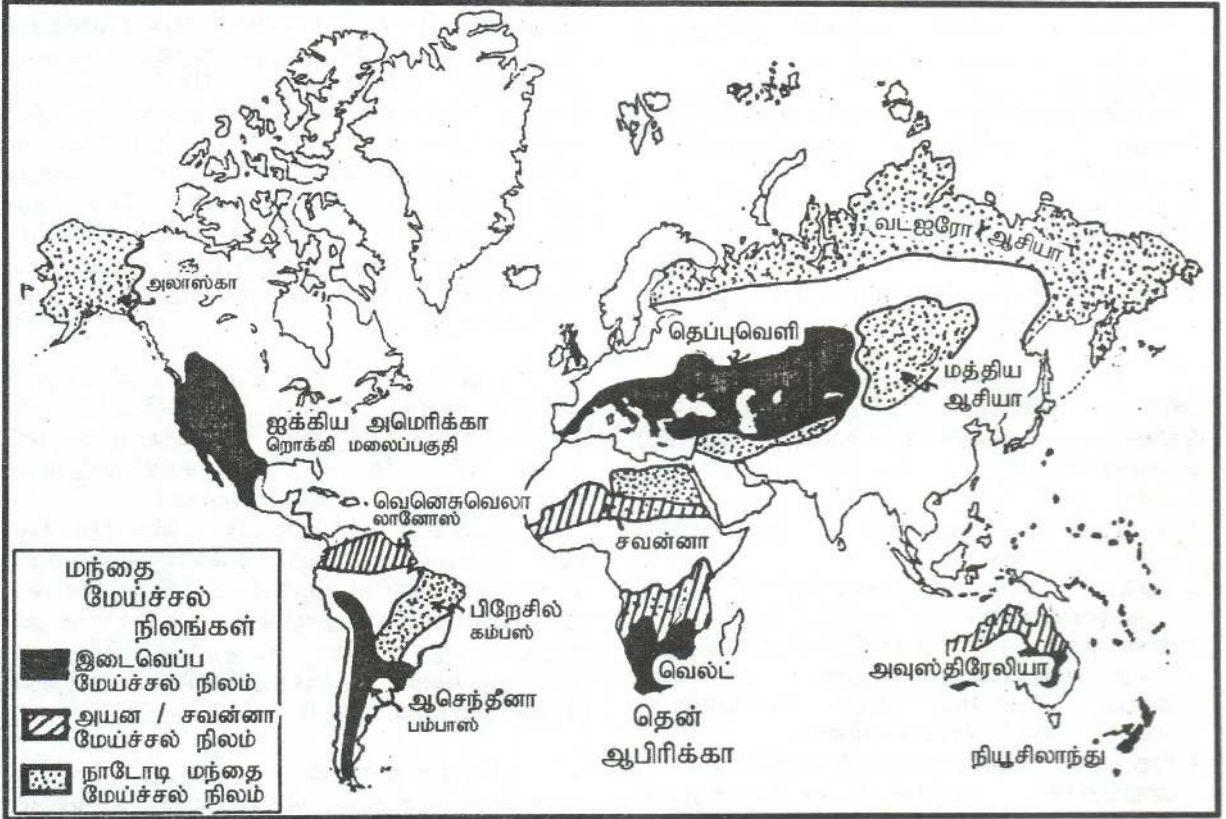 வடஐரோ ஆசியா
அலாஸ்கா
தெப்புவெளி
மத்திய
ஆசியா
ஐக்கிய அமெரிக்கா
றொக்கி மலைப்பகுதி
வெனெசுவெலா
லானோஸ்
சவன்னா
பிறேசில்
கம்பஸ்
வெல்ட்
அவுஸ்திரேலியா
ஆசெந்தீனா
பம்பாஸ்
தென்
ஆபிரிக்கா
நியூசிலாந்து
மந்தை
மேய்ச்சல்
நிலங்கள்
இடைவெப்ப
மேய்ச்சல் நிலம்
அயன / சவன்னா
மேய்ச்சல் நிலம்
நாடோடி மந்தை
மேய்ச்சல் நிலம்